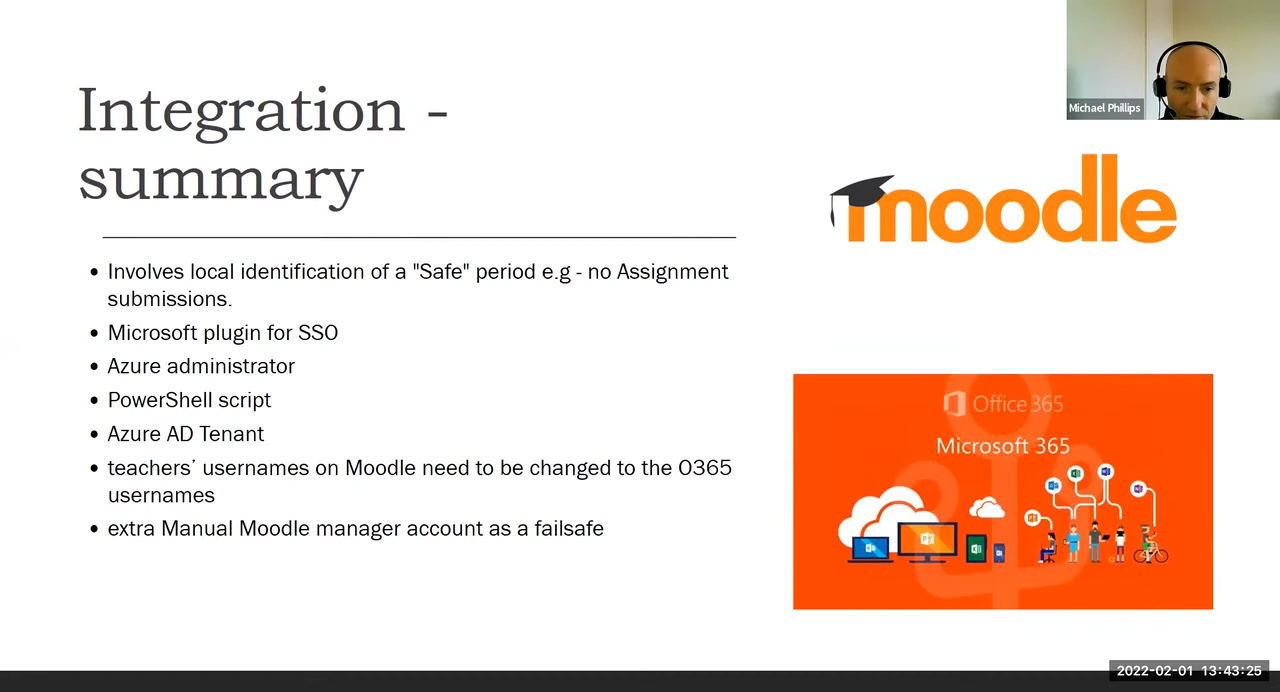 Integration -
summary
Michael Phillips
moodle
• Involves local identification of a "Safe" period e.g - no Assignment
submissions.
• Microsoft plugin for SSO
• Azure administrator
• PowerShell script
• Azure AD Tenant
• teachers’ usernames on Moodle need to be changed to the O365
usernames
• extra Manual Moodle manager account as a failsafe
Office 365
Microsoft 365
2022-02-01 13:43:25